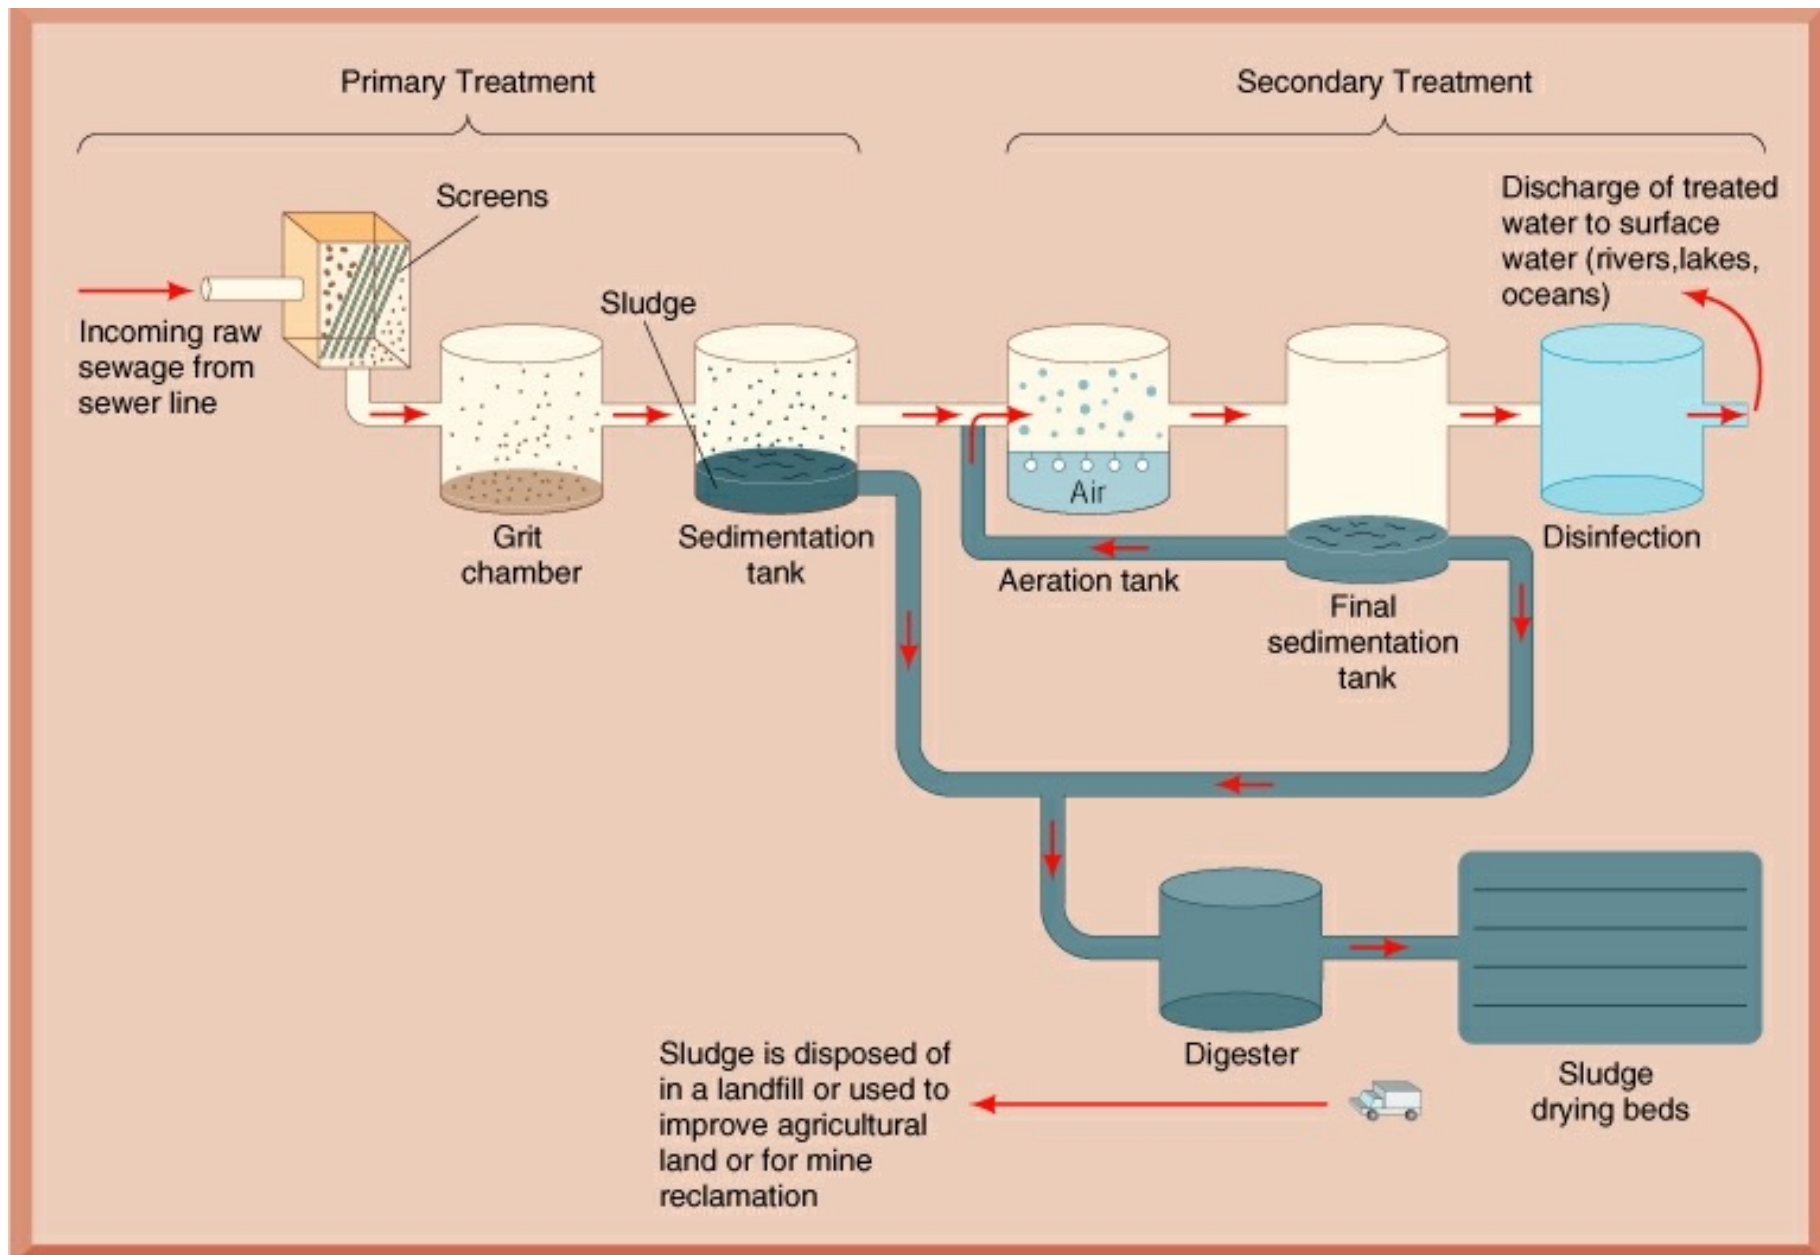 Primary Treatment
Secondary Treatment
Screens
Discharge of treated
water to surface
water (rivers,lakes,
oceans)
Incoming raw
sewage from
sewer line
Sludge
Air
Grit
chamber
Sedimentation
tank
Aeration tank
Final
sedimentation
tank
Disinfection
Digester
Sludge
drying beds
Sludge is disposed of
in a landfill or used to
improve agricultural
land or for mine
reclamation